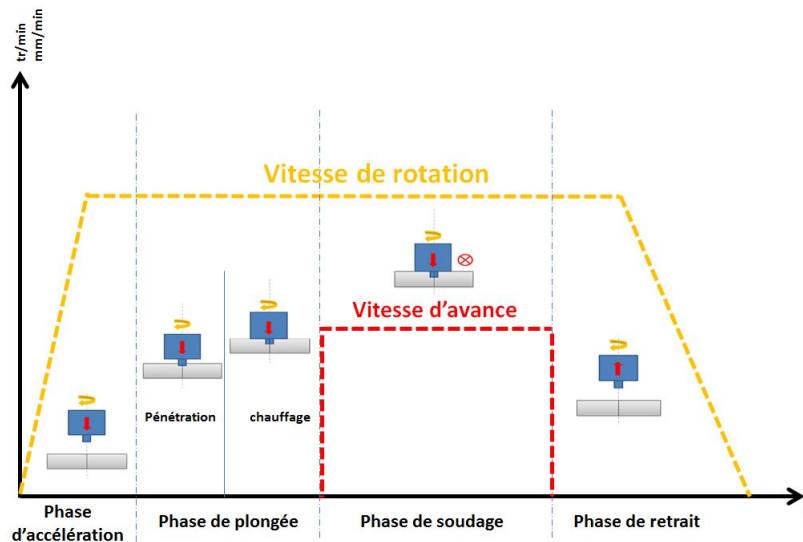 tr/min
mm/min
Vitesse de rotation
Vitesse d'avance
Pénétration
chauffage
Phase
d'accélération
Phase de plongée
Phase de soudage
Phase de retrait